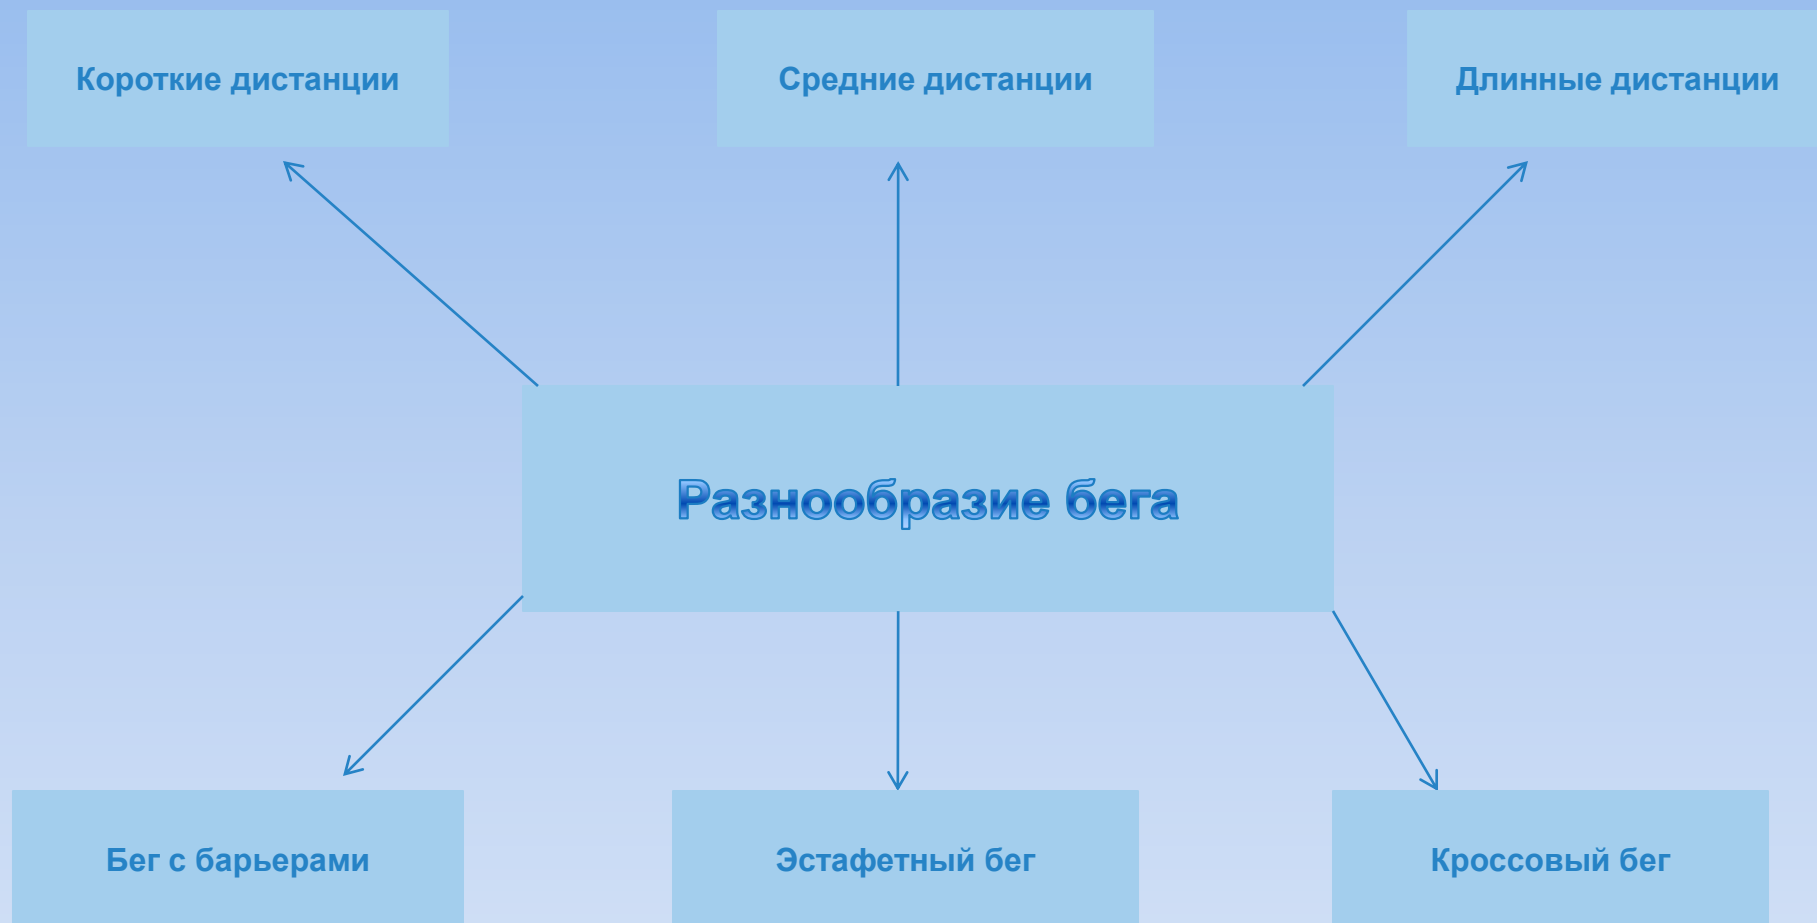 Короткие дистанции
Средние дистанции
Длинные дистанции
Разнообразие бега
Бег с барьерами
Эстафетный бег
Кроссовый бег